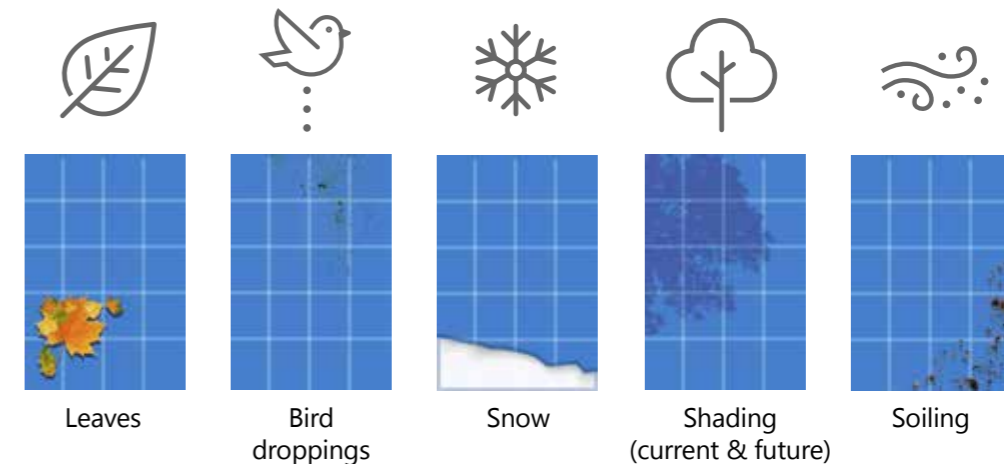 Leaves
Bird
droppings
Snow
Shading
(current & future)
Soiling